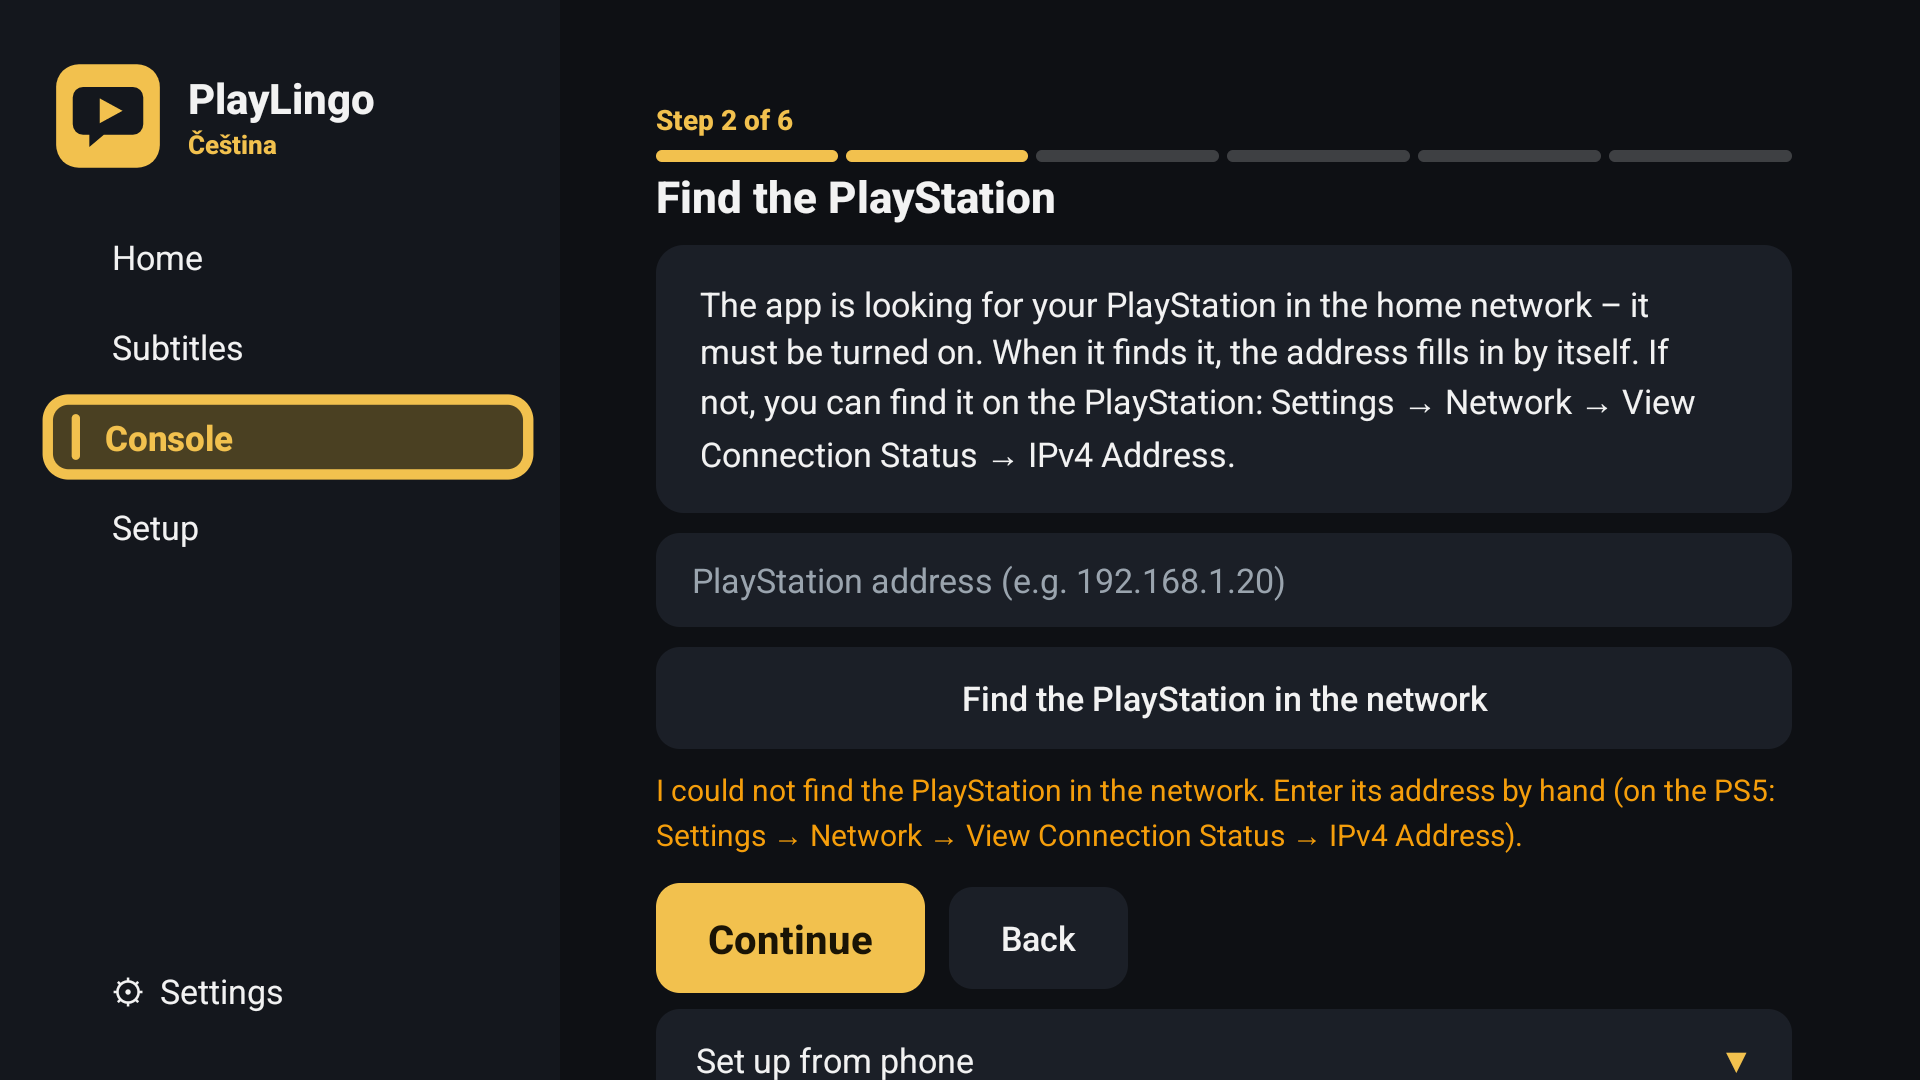 PlayLingo
Čeština
Home
Subtitles
Console
Setup
Settings
Step 2 of 6
Find the PlayStation
The app is looking for your PlayStation in the home network – it
must be turned on. When it finds it, the address fills in by itself. If
not, you can find it on the PlayStation: Settings → Network → View
Connection Status → IPv4 Address.
PlayStation address (e.g. 192.168.1.20)
Find the PlayStation in the network
I could not find the PlayStation in the network. Enter its address by hand (on the PS5:
Settings → Network → View Connection Status → IPv4 Address).
Continue
Back
Set up from phone